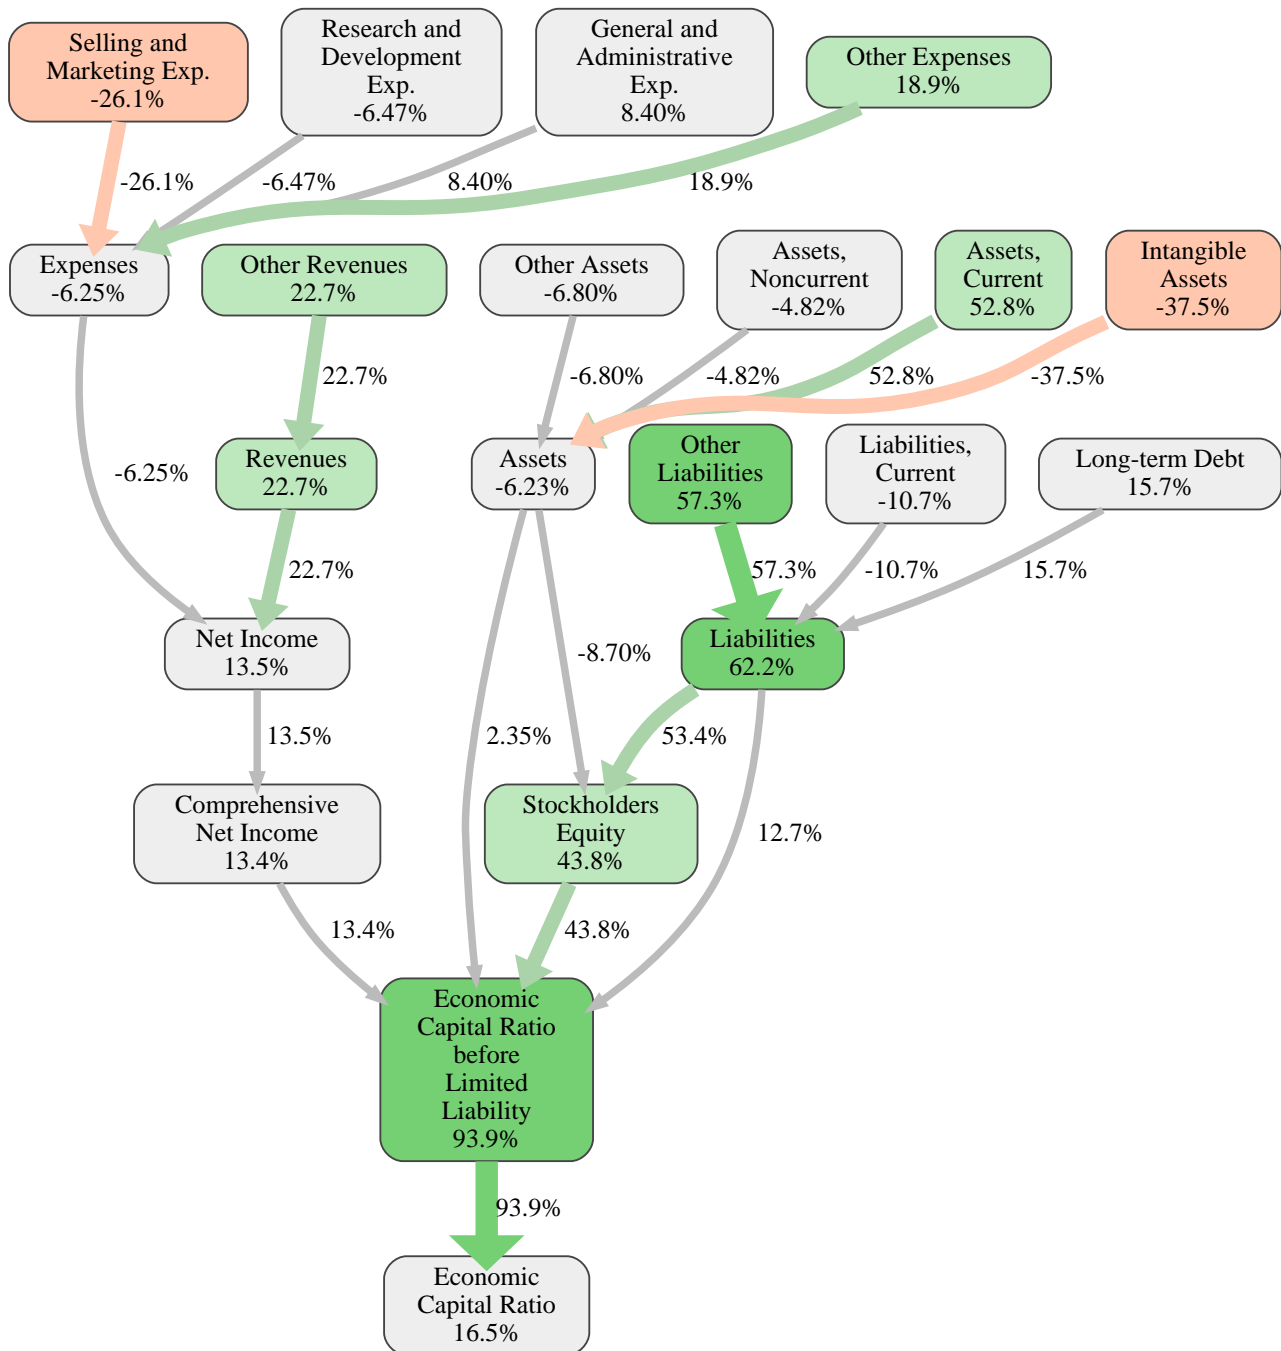 Selling and
Marketing Exp.
-26.1%
Research and
Development
Exp.
-6.47%
General and
Administrative
Exp.
8.40%
Other Expenses
18.9%
-26.1%
-6.47%
8.40%
18.9%
Expenses
-6.25%
Other Revenues
22.7%
Other Assets
-6.80%
Assets,
Noncurrent
-4.82%
Assets,
Current
52.8%
Intangible
Assets
-37.5%
22.7%
-6.80%
-4.82%
52.8%
-37.5%
Revenues
22.7%
Assets
-6.23%
Other
Liabilities
57.3%
Liabilities,
Current
-10.7%
Long-term Debt
15.7%
-6.25%
22.7%
57.3%
-10.7%
15.7%
Net Income
13.5%
-8.70%
Liabilities
62.2%
13.5%
2.35%
53.4%
Comprehensive
Net Income
13.4%
Stockholders
Equity
43.8%
12.7%
13.4%
43.8%
Economic
Capital Ratio
before
Limited
Liability
93.9%
93.9%
Economic
Capital Ratio
16.5%